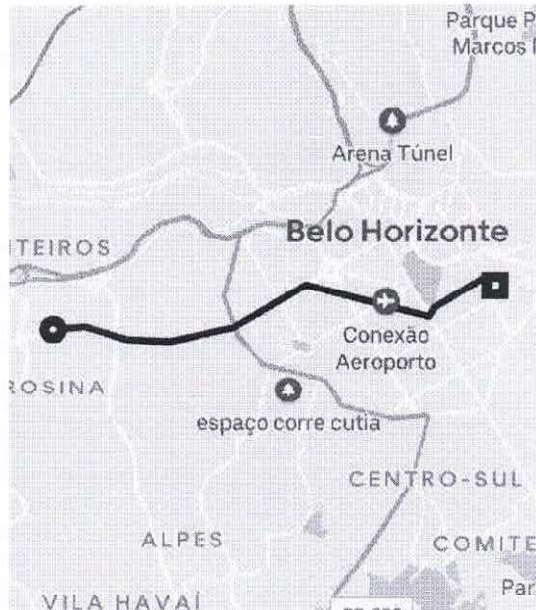 Parque P
Marcos
Arena Túnel
Belo Horizonte
ITEIROS
Conexão
Aeroporto
ROSINA
espaço corre cutia
CENTRO-SUL
ALPES
COMITE
Par
VILA HAVAÍ